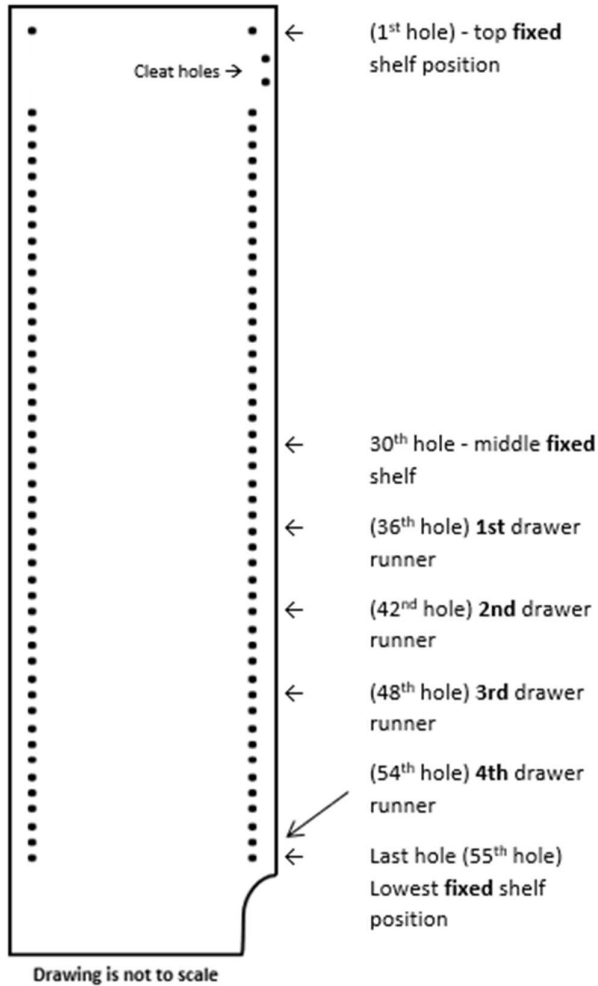 (1st hole) - top fixed
shelf position
Cleat holes →
30th hole - middle fixed
shelf
(36th hole) 1st drawer
runner
(42nd hole) 2nd drawer
runner
(48th hole) 3rd drawer
runner
(54th hole) 4th drawer
runner
Last hole (55th hole)
Lowest fixed shelf
position
Drawing is not to scale